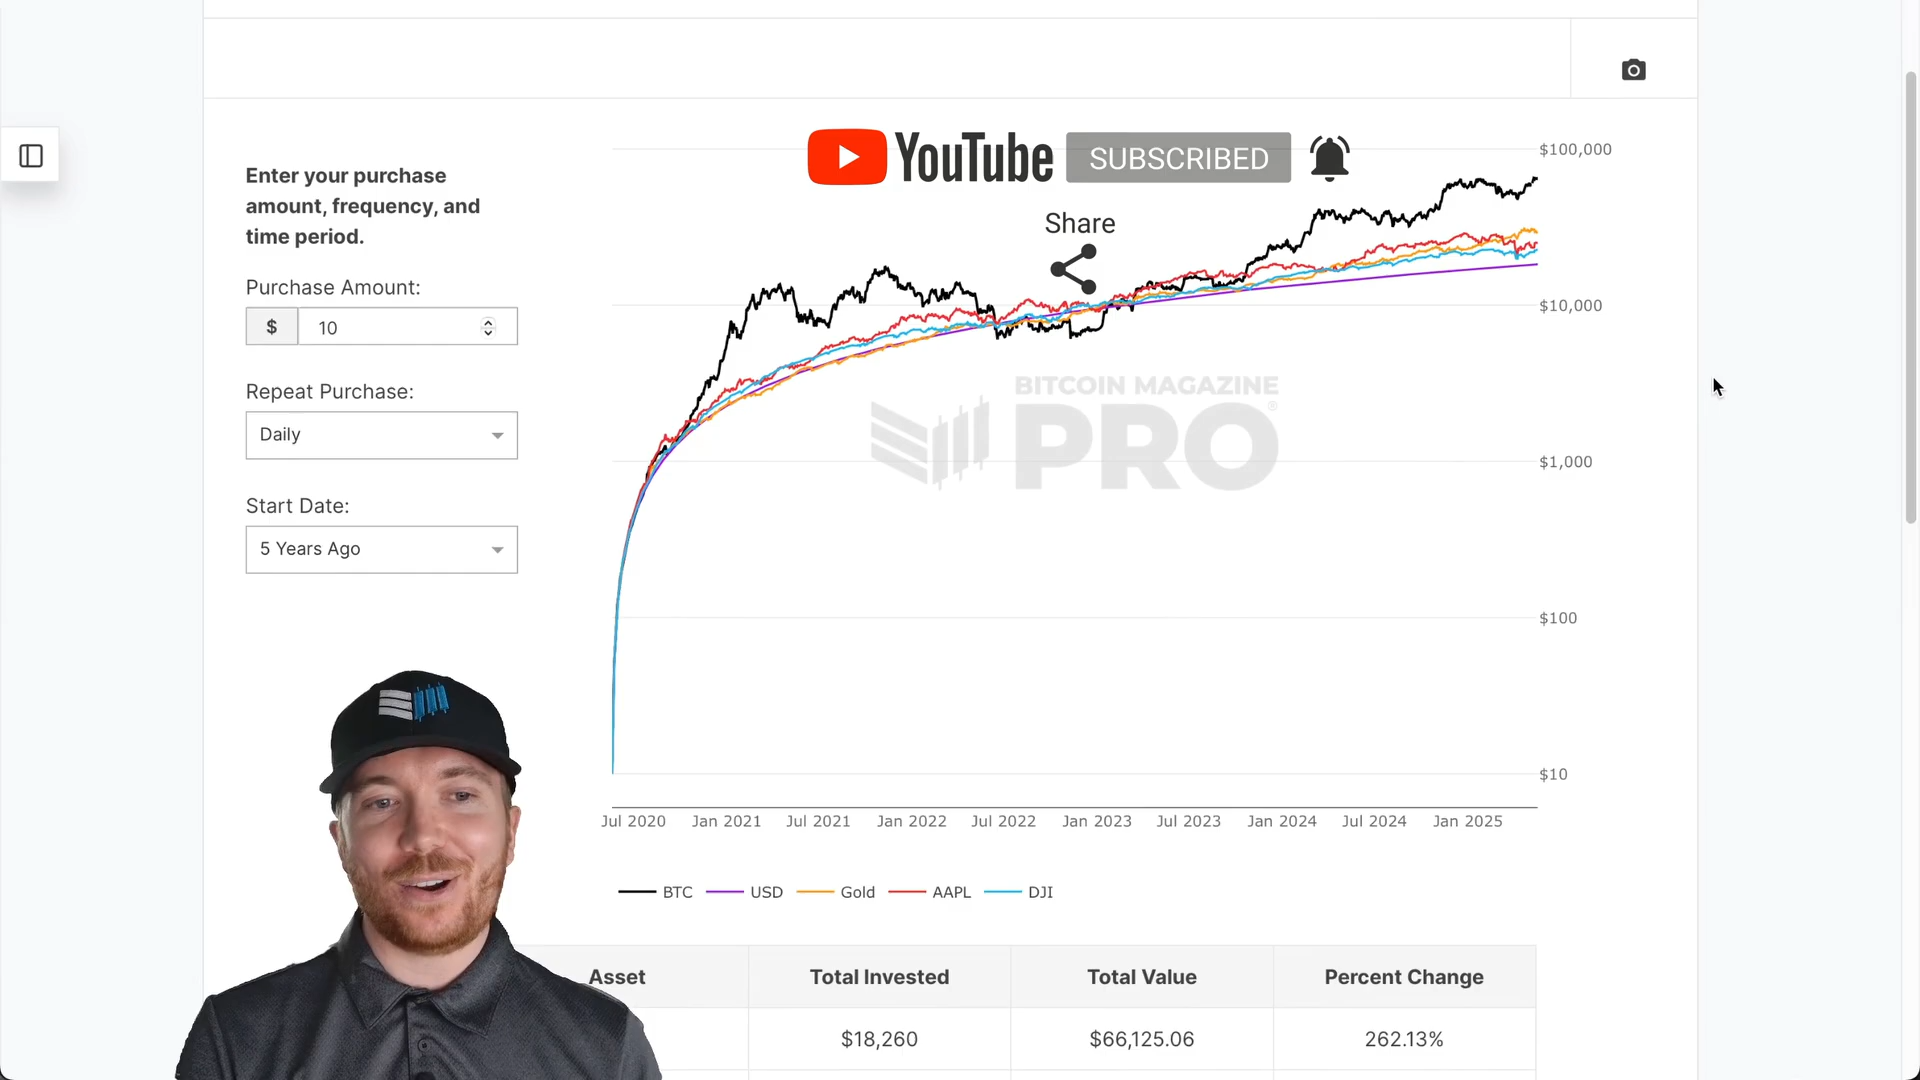 YouTube SUBSCRIBED
Share
Enter your purchase
amount, frequency, and
time period.
Purchase Amount:
$ 10
Repeat Purchase:
Daily
Start Date:
5 Years Ago
$100,000
$10,000
$1,000
$100
$10
BITCOIN MAGAZINE
PRO®
Jul 2020 Jan 2021 Jul 2021 Jan 2022 Jul 2022 Jan 2023 Jul 2023 Jan 2024 Jul 2024 Jan 2025
BTC USD Gold AAPL DJI
Asset Total Invested Total Value Percent Change
$18,260 $66,125.06 262.13%